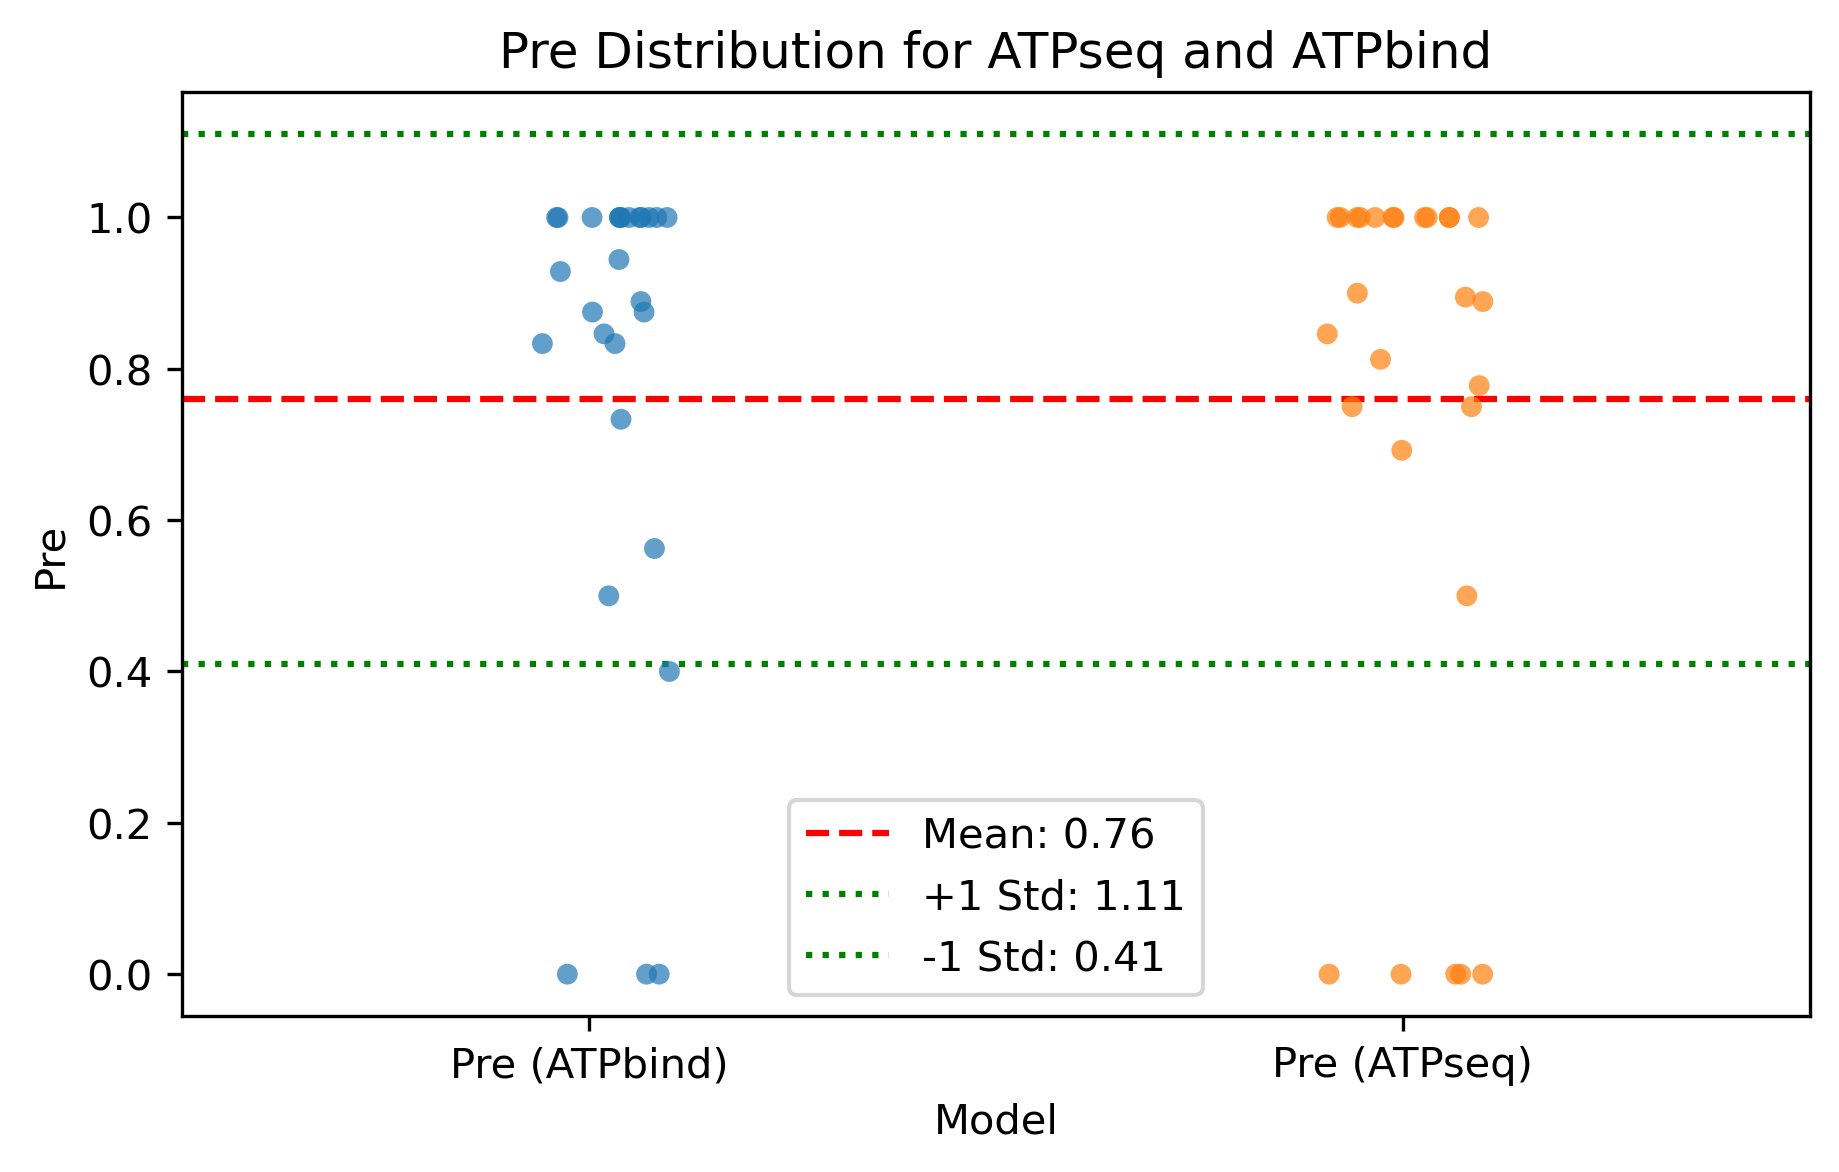 Pre Distribution for ATPseq and ATPbind
1.0
0.8
0.6
0.4
0.2
0.0
Pre
Mean: 0.76
+1 Std: 1.11
-1 Std: 0.41
Pre (ATPbind)
Pre (ATPseq)
Model